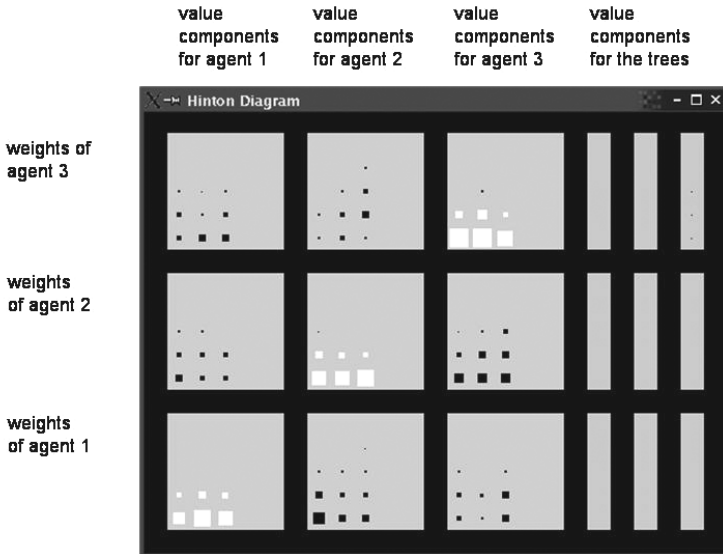 value
components
for agent 1
value
components
for agent 2
value
components
for agent 3
value
components
for the trees
Hinton Diagram
weights of
agent 3
weights
of agent 2
weights
of agent 1